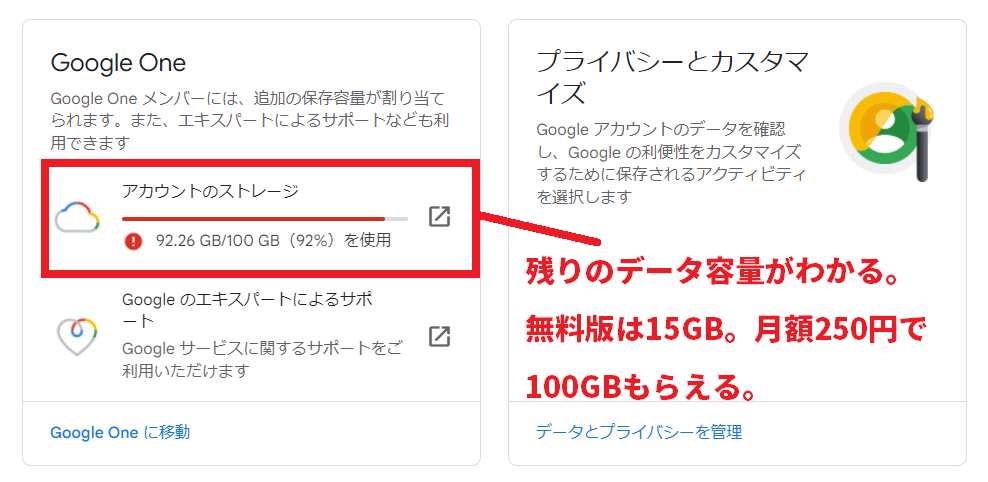 Google One
Google One メンバーには、追加の保存容量が割り当て
られます。また、エキスパートによるサポートなども利
用できます
アカウントのストレージ
92.26 GB/100 GB（92%）を使用
Google のエキスパートによるサポ
ート
Google サービスに関するサポートをご
利用いただけます
Google One に移動
プライバシーとカスタマ
イズ
Google アカウントのデータを確認
し、Google の利便性をカスタマイズ
するために保存されるアクティビティ
を選択します
残りのデータ容量がわかる。
無料版は15GB。月額250円で
100GBもらえる。
データとプライバシーを管理